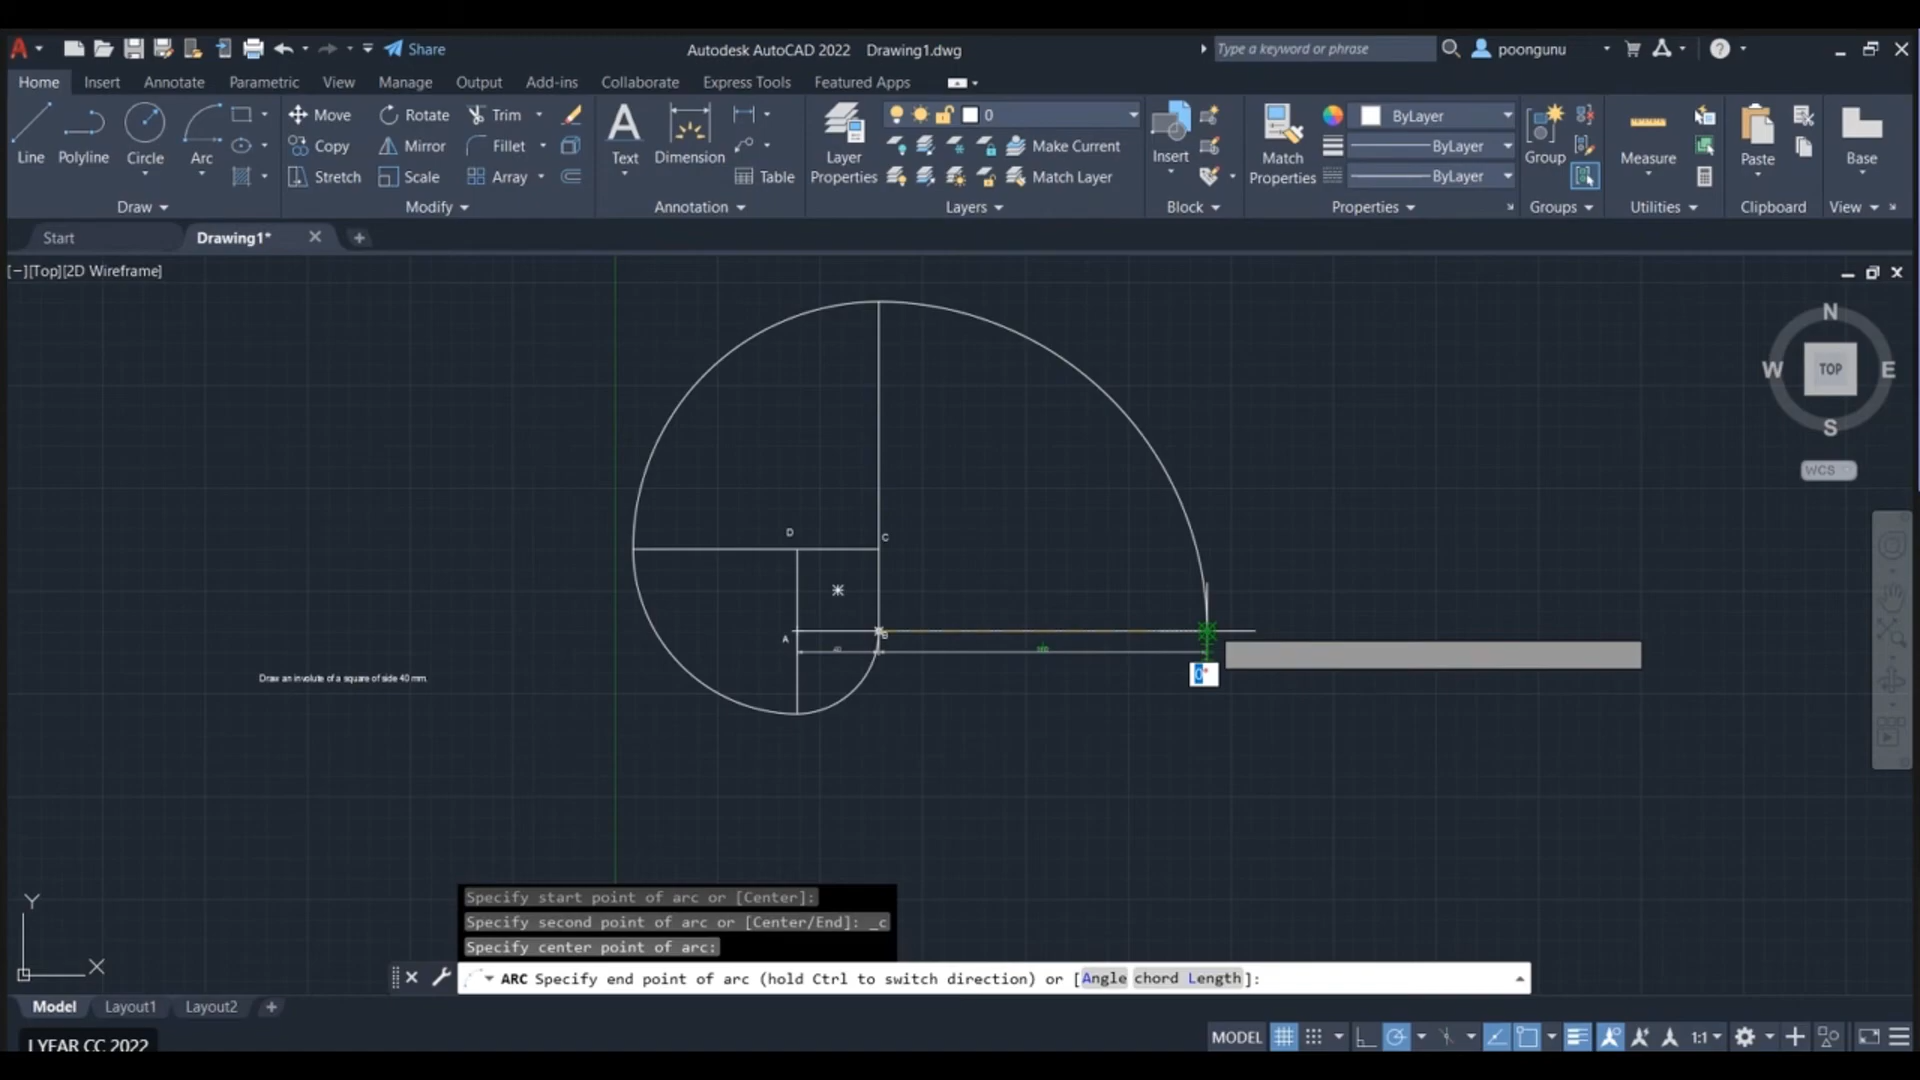 Share
Autodesk AutoCAD 2022 Drawing1.dwg
Type a keyword or phrase
poongunu
Home Insert Annotate Parametric View Manage Output Add-ins Collaborate Express Tools Featured Apps
Line Polyline Circle Arc
Move Rotate Trim
Copy Mirror Fillet
Stretch Scale Array
Text Dimension
Table
Layer Properties
0
Make Current
Match Layer
Insert
Match Properties
ByLayer
ByLayer
ByLayer
Group
Measure
Paste
Base
Draw Modify Annotation Layers Block Properties Groups Utilities Clipboard View
Start Drawing1*
[−][Top][2D Wireframe]
N
W TOP E
S
WCS
D
C
A
B
40
160
0°
Draw an involute of a square of side 40 mm.
Y
X
Specify start point of arc or [Center]:
Specify second point of arc or [Center/End]: _c
Specify center point of arc:
ARC Specify end point of arc (hold Ctrl to switch direction) or [Angle chord Length]:
Model Layout1 Layout2
MODEL 1:1
I YEAR CC 2022